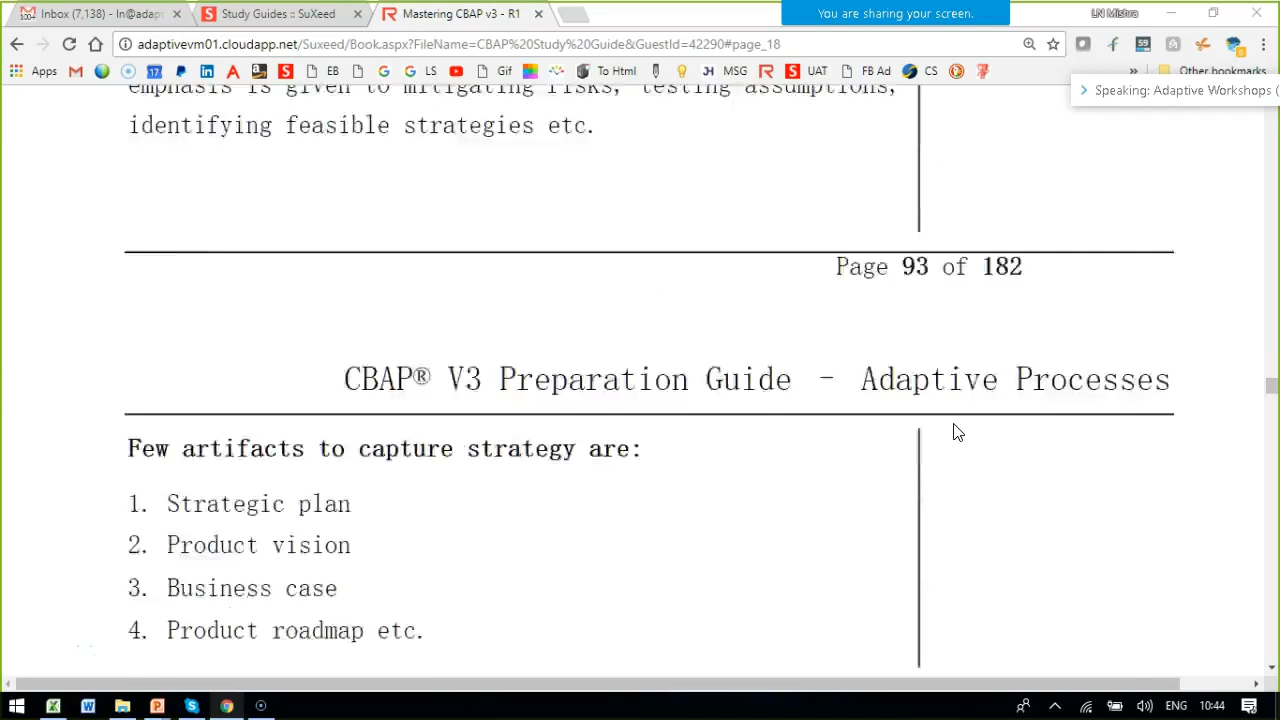 Inbox (7,138) - ln@adap
Study Guides :: SuXeed
Mastering CBAP v3 - R1
You are sharing your screen.
LN Mishra
adaptivevm01.cloudapp.net/Suxeed/Book.aspx?FileName=CBAP%20Study%20Guide&GuestId=42290#page_18
Apps
EB
LS
Gif
To Html
MSG
UAT
FB Ad
CS
Other bookmarks
Speaking: Adaptive Workshops (
emphasis is given to mitigating risks, testing assumptions,
identifying feasible strategies etc.
Page 93 of 182
CBAP® V3 Preparation Guide - Adaptive Processes
Few artifacts to capture strategy are:
1. Strategic plan
2. Product vision
3. Business case
4. Product roadmap etc.
ENG 10:44